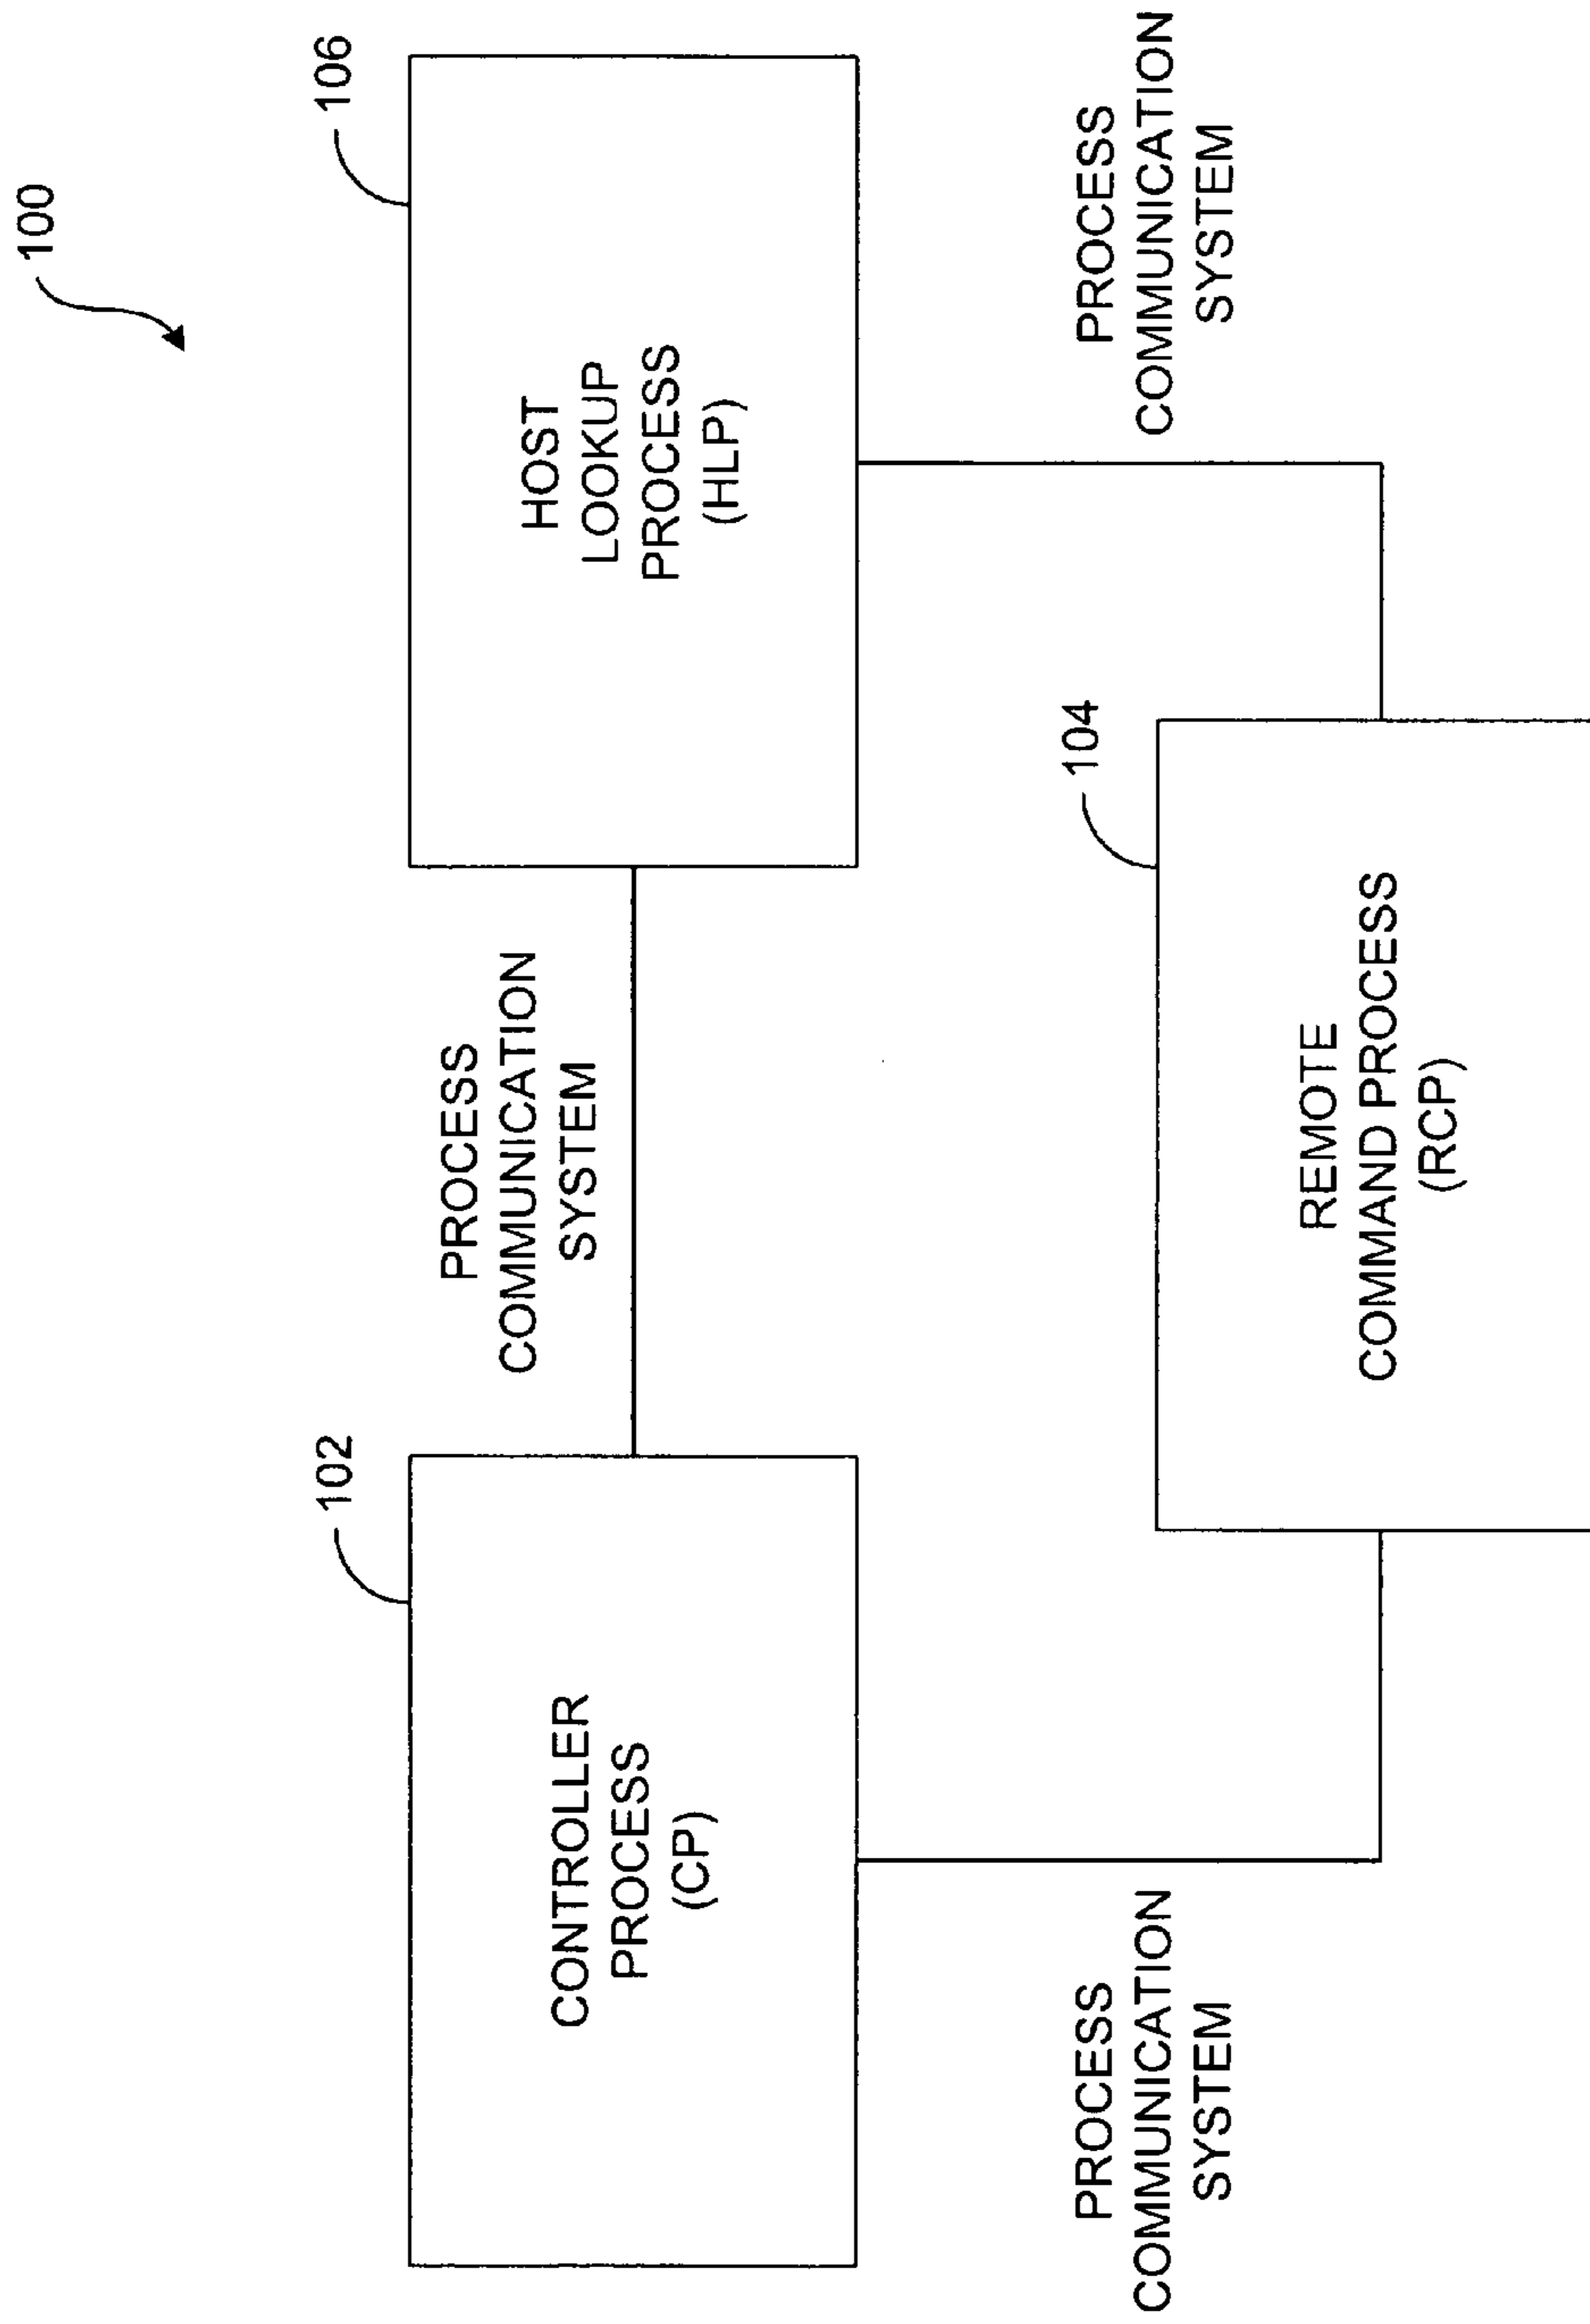 100
102
CONTROLLER
PROCESS
(CP)
PROCESS
COMMUNICATION
SYSTEM
106
HOST
LOOKUP
PROCESS
(HLP)
PROCESS
COMMUNICATION
SYSTEM
104
REMOTE
COMMAND PROCESS
(RCP)
PROCESS
COMMUNICATION
SYSTEM